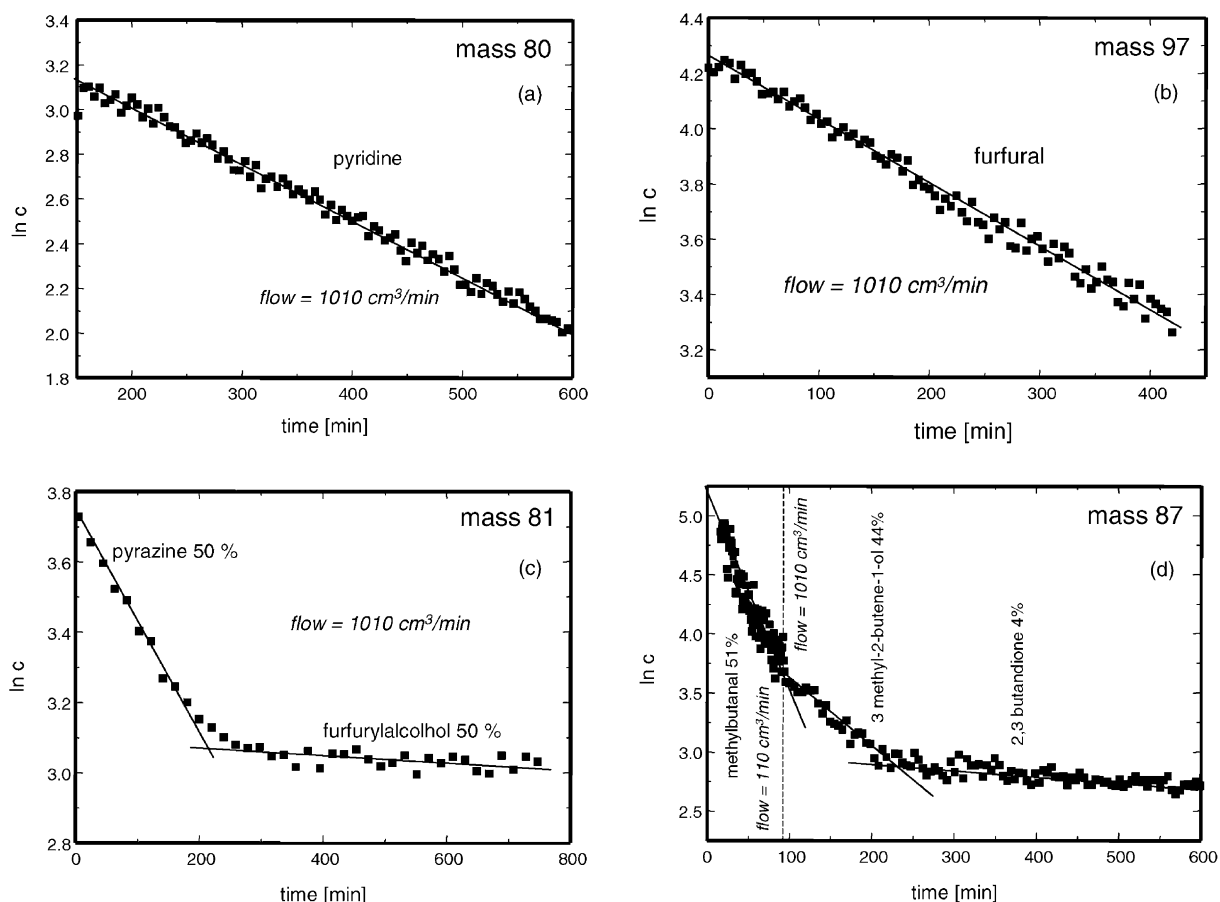 mass 80
(a)
pyridine
flow = 1010 cm³/min
ln c
3.4
3.2
3.0
2.8
2.6
2.4
2.2
2.0
1.8
200
300
400
500
600
time [min]
mass 97
(b)
furfural
flow = 1010 cm³/min
ln c
4.4
4.2
4.0
3.8
3.6
3.4
3.2
0
100
200
300
400
time [min]
mass 81
pyrazine 50 %
(c)
flow = 1010 cm³/min
furfurylalcolhol 50 %
ln c
3.8
3.6
3.4
3.2
3.0
2.8
0
200
400
600
800
time [min]
mass 87
(d)
methylbutanal 51%
flow = 110 cm³/min
flow = 1010 cm³/min
3 methyl-2-butene-1-ol 44%
2,3 butandione 4%
ln c
5.0
4.5
4.0
3.5
3.0
2.5
0
100
200
300
400
500
600
time [min]